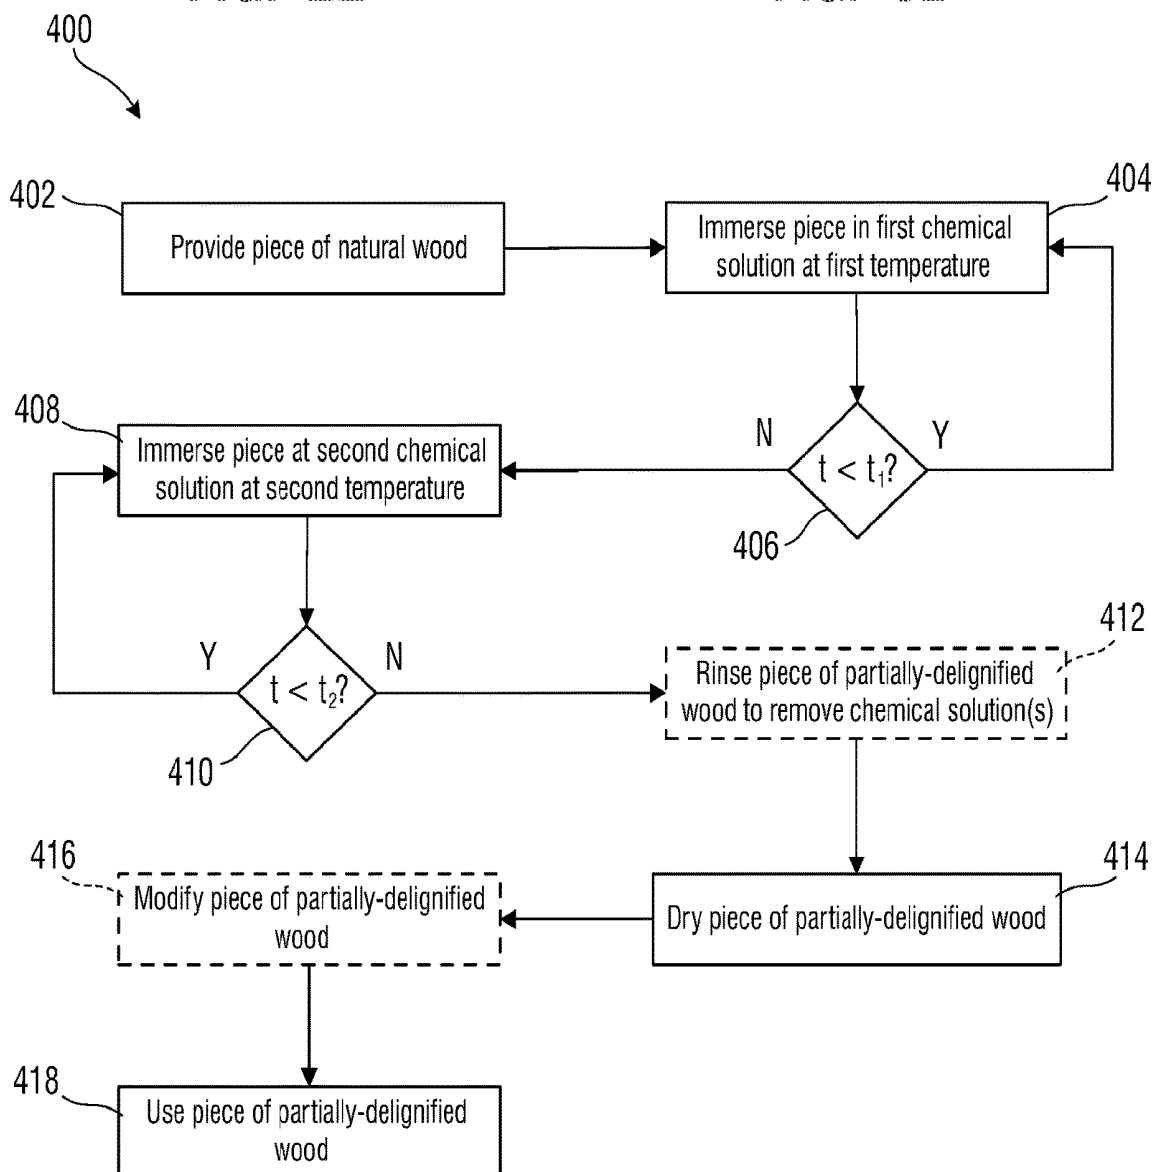 400
402
Provide piece of natural wood
404
Immerse piece in first chemical
solution at first temperature
406
t < t₁?
N
Y
408
Immerse piece at second chemical
solution at second temperature
410
t < t₂?
Y
N
412
Rinse piece of partially-delignified
wood to remove chemical solution(s)
414
Dry piece of partially-delignified wood
416
Modify piece of partially-delignified
wood
418
Use piece of partially-delignified
wood